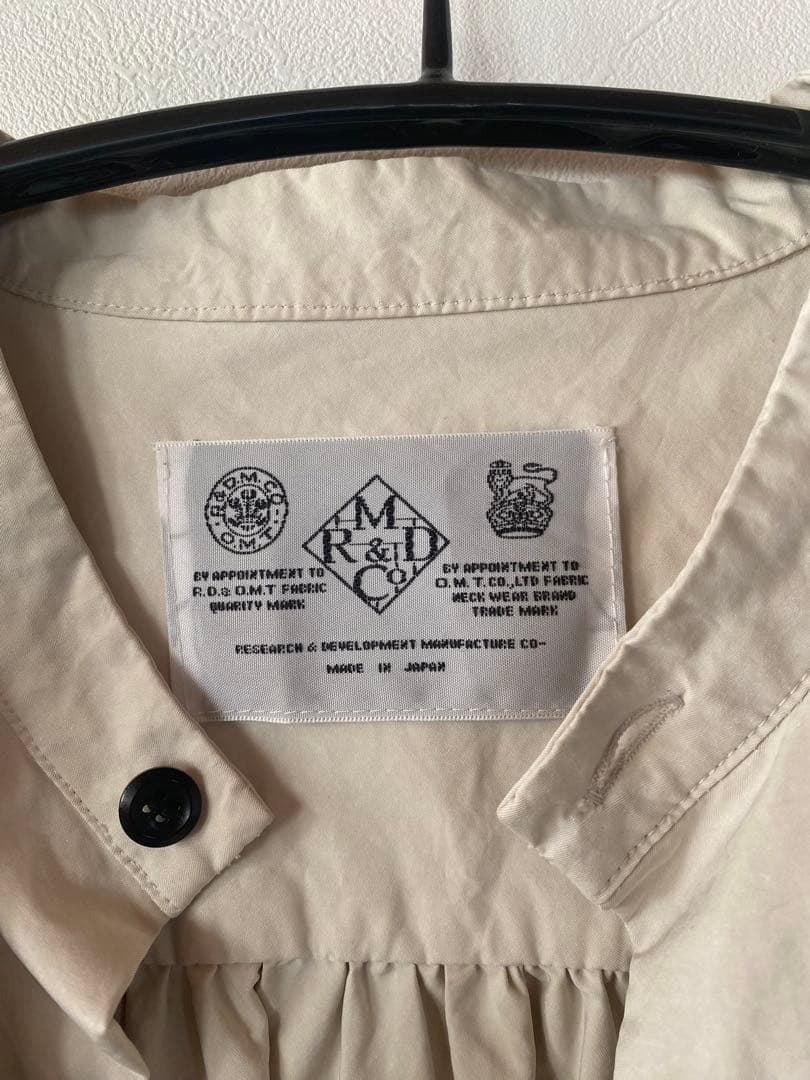 R.&.D.M.CO
O.M.T.
M
R & D
Co
BY APPOINTMENT TO
R.D.& O.M.T FABRIC
QUARITY MARK
BY APPOINTMENT TO
O.M.T.CO.,LTD FABRIC
NECK WEAR BRAND
TRADE MARK
RESEARCH & DEVELOPMENT MANUFACTURE CO-
MADE IN JAPAN